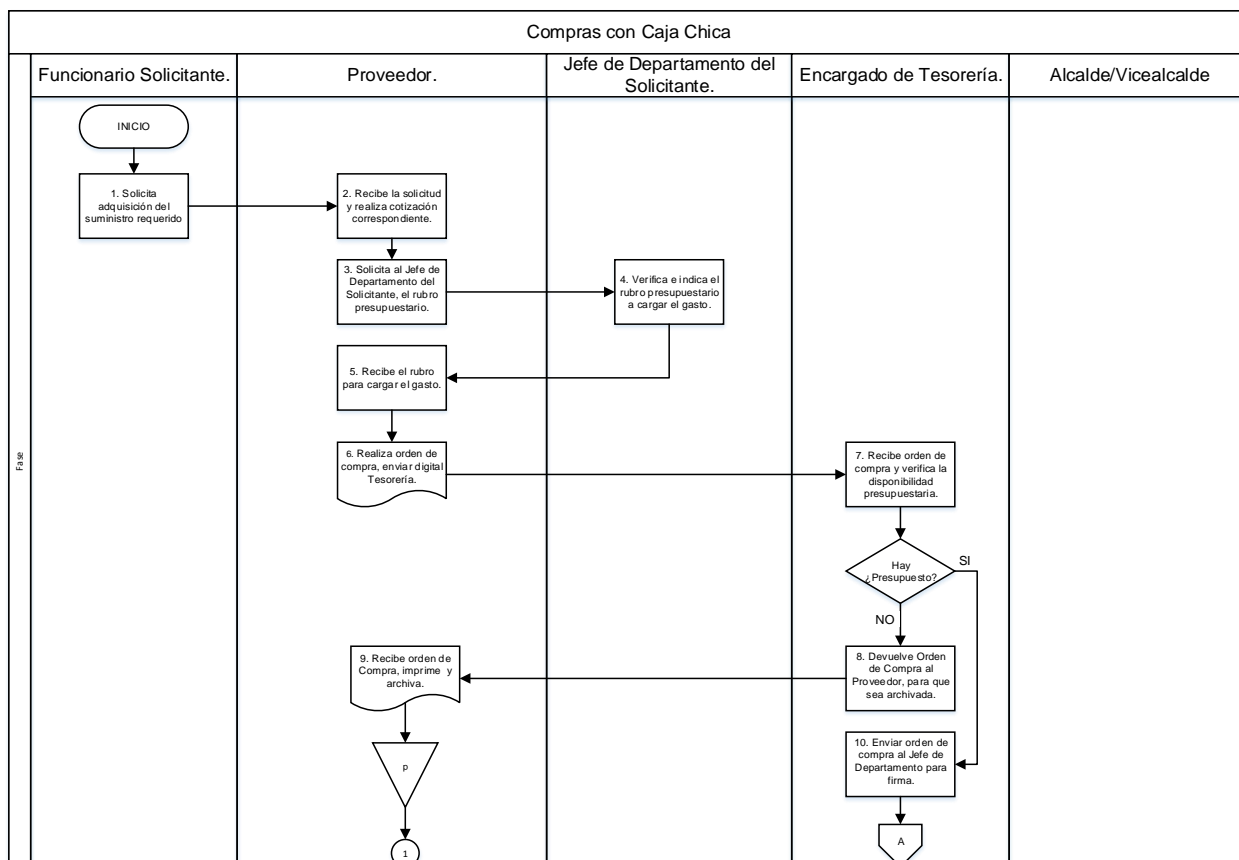 Compras con Caja Chica
Funcionario Solicitante.
Proveedor.
Jefe de Departamento del
Solicitante.
Encargado de Tesorería.
Alcalde/Vicealcalde
Fase
INICIO
1. Solicita
adquisición del
suministro requerido
2. Recibe la solicitud
y realiza cotización
correspondiente.
3. Solicita al Jefe de
Departamento del
Solicitante, el rubro
presupuestario.
4. Verifica e indica el
rubro presupuestario
a cargar el gasto.
5. Recibe el rubro
para cargar el gasto.
6. Realiza orden de
compra, enviar digital
Tesorería.
7. Recibe orden de
compra y verifica la
disponibilidad
presupuestaria.
Hay
¿Presupuesto?
SI
NO
8. Devuelve Orden
de Compra al
Proveedor, para que
sea archivada.
9. Recibe orden de
Compra, imprime y
archiva.
p
1
10. Enviar orden de
compra al Jefe de
Departamento para
firma.
A